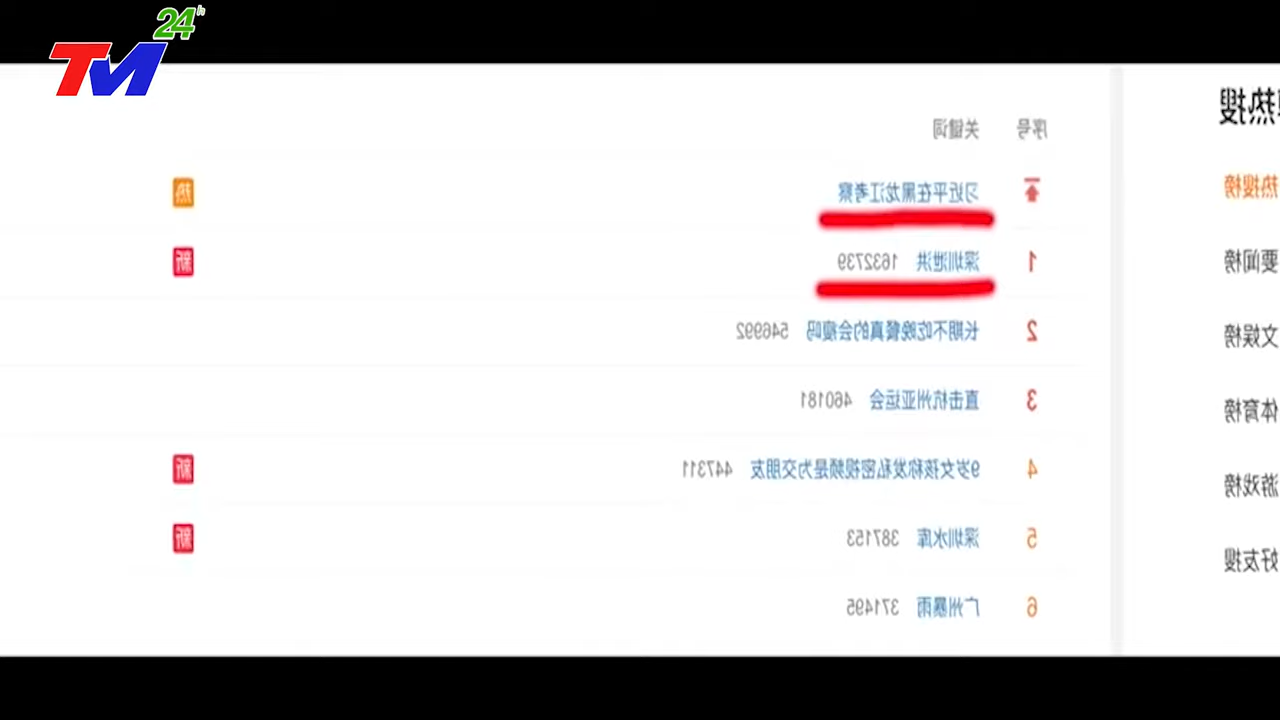 TM 24h
热搜
序号 关键词
习近平在黑龙江考察 热
1 深圳泄洪 1632739 新
2 长期不吃晚餐真的会瘦吗 546992
3 直击杭州亚运会 460181
4 9岁女孩称发私密视频是为交朋友 447311 新
5 深圳水库 387153 新
6 广州暴雨 371495
热搜榜
要闻榜
文娱榜
体育榜
游戏榜
好友搜